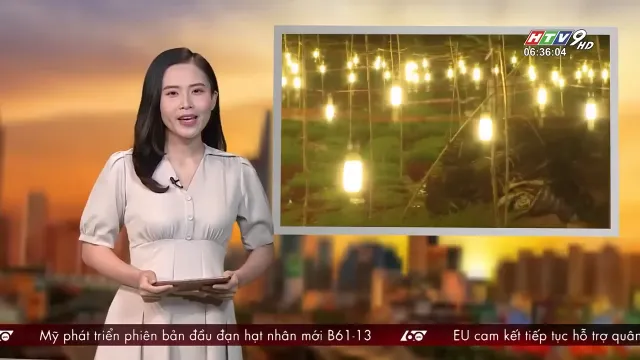 HTV9 HD
06:36:04
Mỹ phát triển phiên bản đầu đạn hạt nhân mới B61-13
EU cam kết tiếp tục hỗ trợ quân